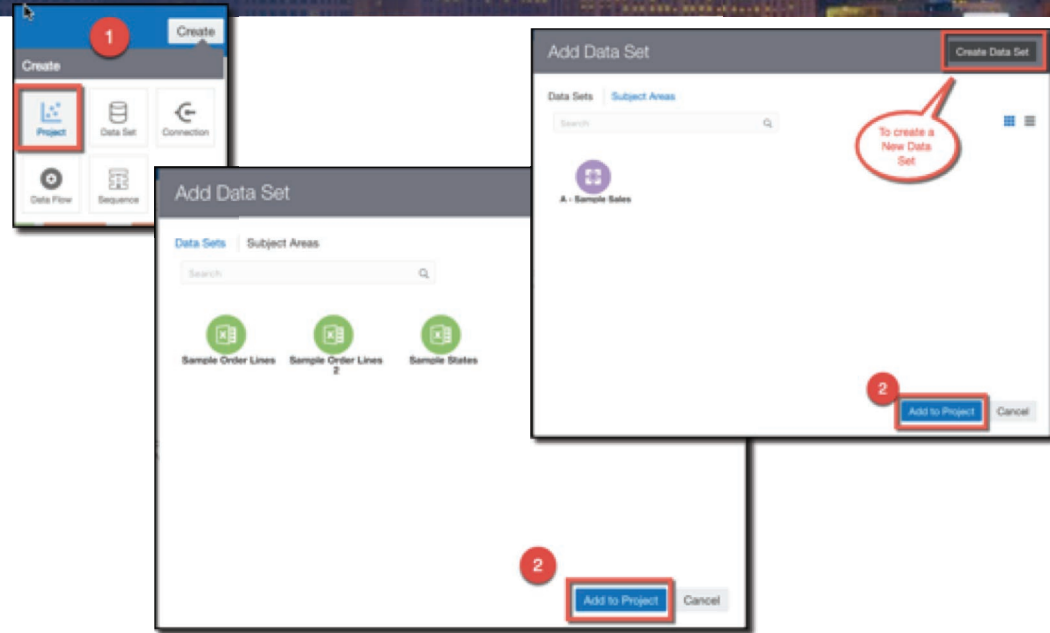 1
Create
Create
Project
Data Set
Connection
Data Flow
Sequence
Add Data Set
Data Sets
Subject Areas
Search
Sample Order Lines
Sample Order Lines
2
Sample States
2
Add to Project
Cancel
Add Data Set
Create Data Set
Data Sets
Subject Areas
Search
To create a
New Data
Set
A - Sample Sales
2
Add to Project
Cancel